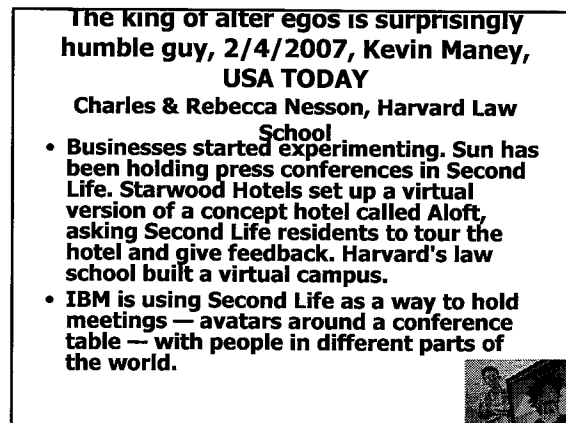 The king of alter egos is surprisingly
humble guy, 2/4/2007, Kevin Maney,
USA TODAY
Charles & Rebecca Nesson, Harvard Law
School
• Businesses started experimenting. Sun has
been holding press conferences in Second
Life. Starwood Hotels set up a virtual
version of a concept hotel called Aloft,
asking Second Life residents to tour the
hotel and give feedback. Harvard's law
school built a virtual campus.
• IBM is using Second Life as a way to hold
meetings — avatars around a conference
table — with people in different parts of
the world.